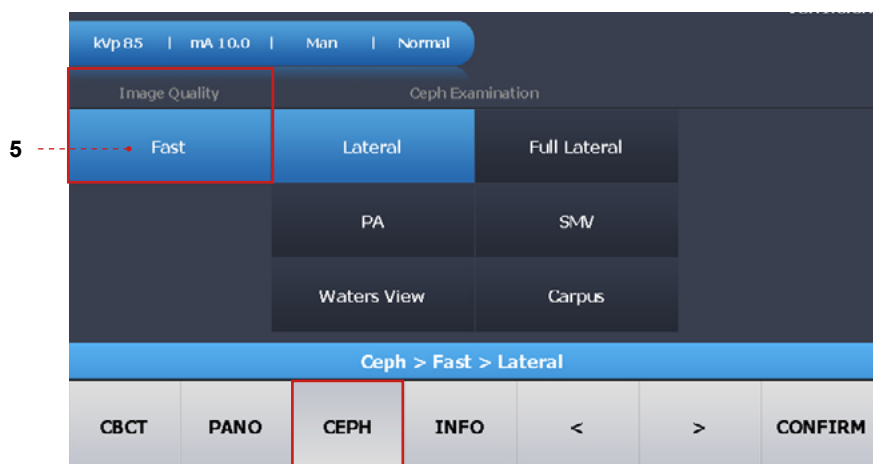 kVp 85 | mA 10.0 | Man | Normal
Image Quality Ceph Examination
5 Fast Lateral Full Lateral
PA SMV
Waters View Carpus
Ceph > Fast > Lateral
CBCT PANO CEPH INFO < > CONFIRM